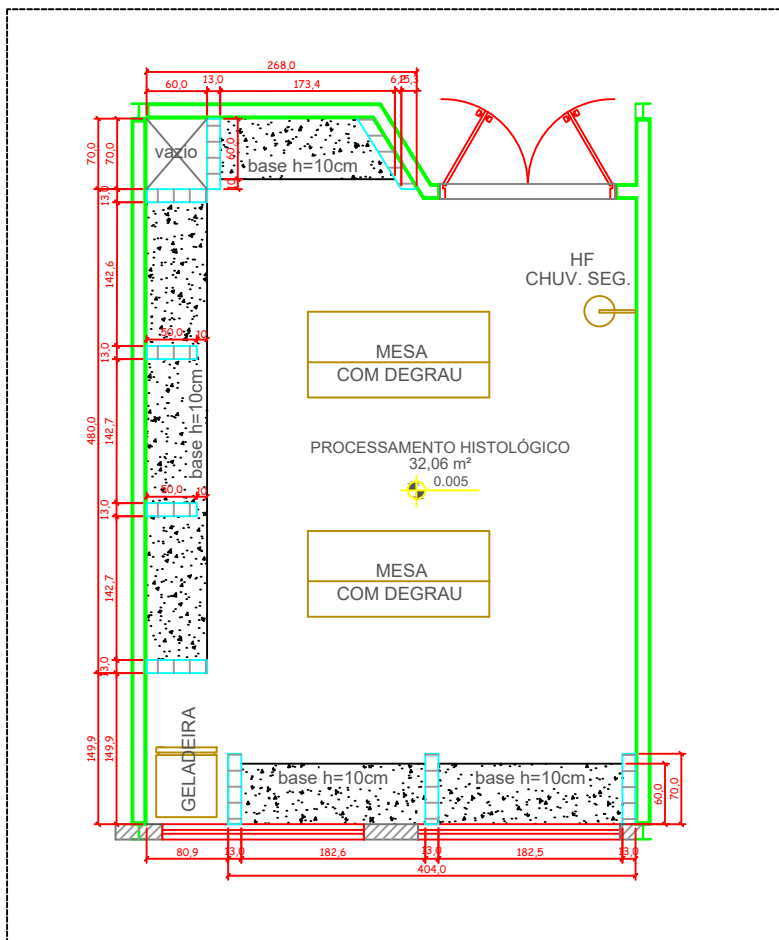 268,0
60,0
13,0
173,4
15,3
vazio
base h=10cm
60,0
10
70,0
70,0
13,0
HF
CHUV. SEG.
142,6
50,0
10
13,0
MESA
COM DEGRAU
base h=10cm
480,0
142,7
PROCESSAMENTO HISTOLÓGICO
32,06 m²
0.005
50,0
10
13,0
MESA
COM DEGRAU
142,7
13,0
GELADEIRA
149,9
149,9
base h=10cm
base h=10cm
60,0
70,0
80,9
13,0
182,6
13,0
182,5
13,0
404,0